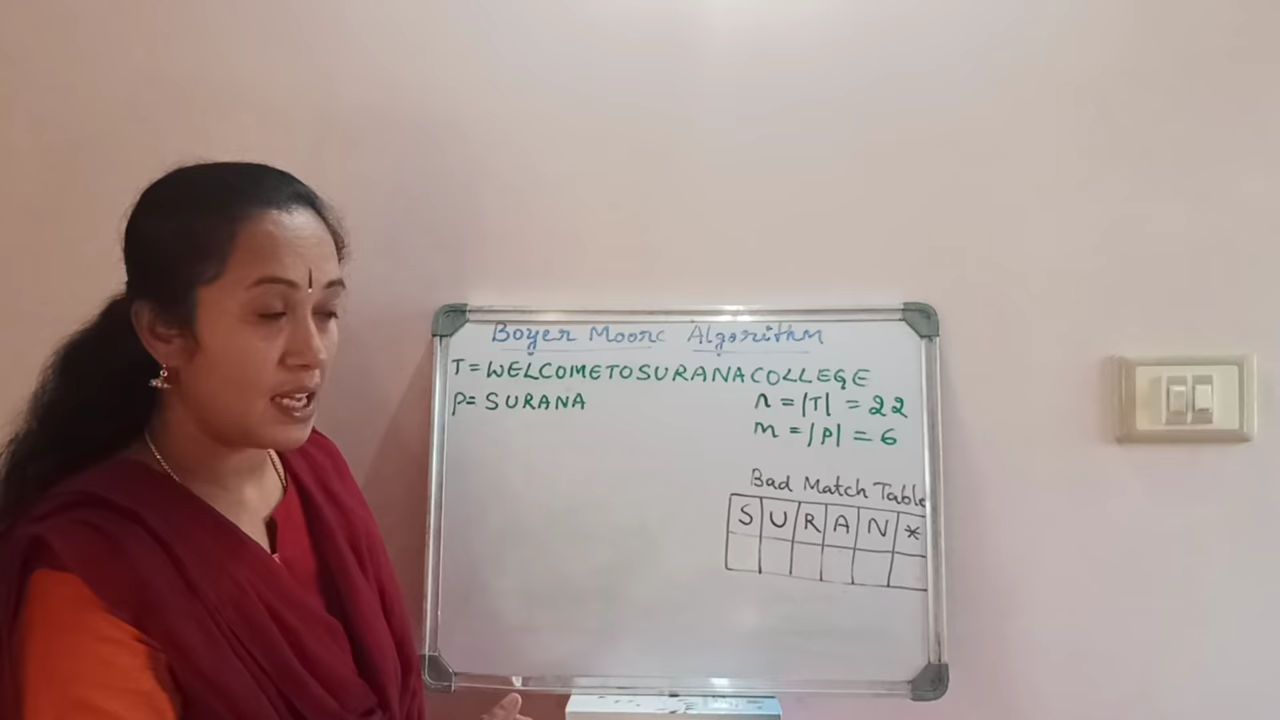 Boyer Moore Algorithm
T=WELCOMETOSURANACOLLEGE
P= SURANA
n = |T| = 22
m = |P| = 6
Bad Match Table
S U R A N *